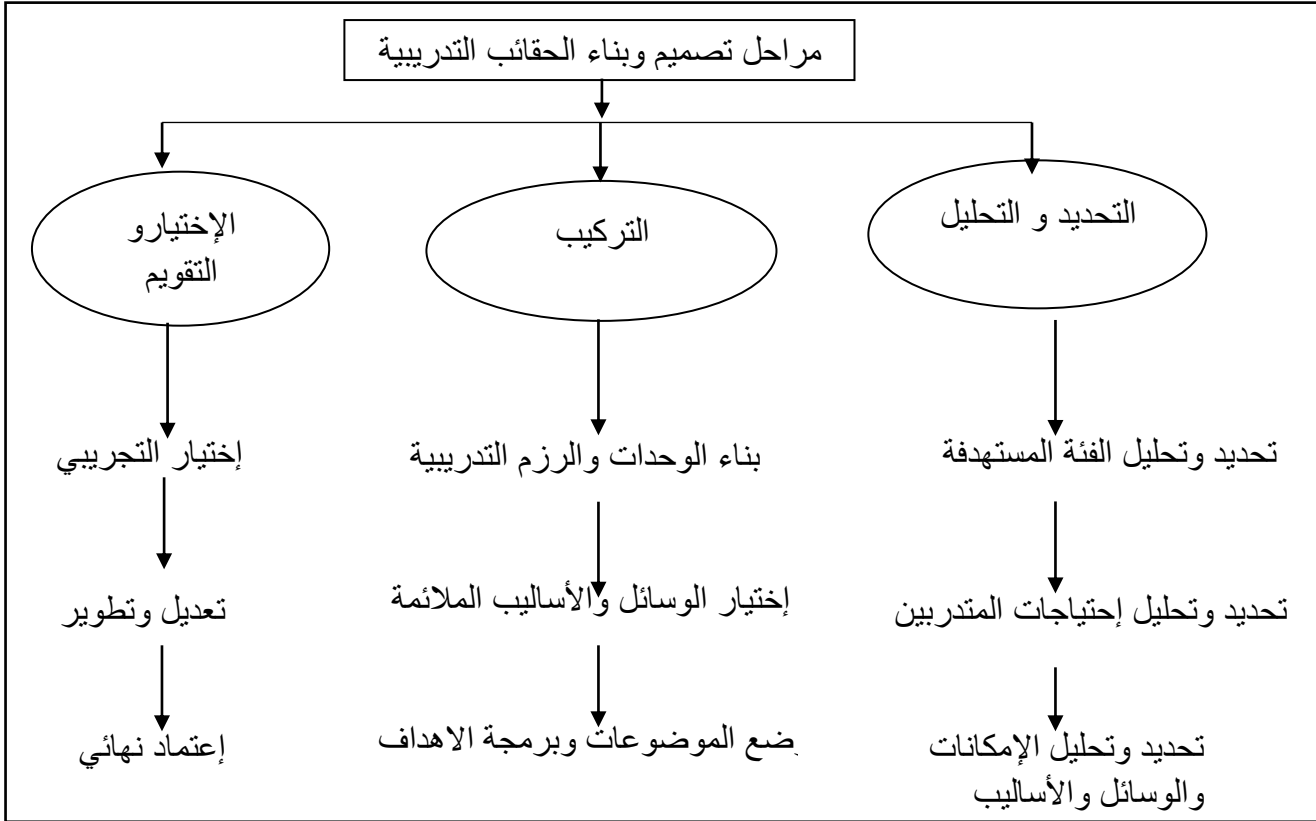 مراحل تصميم وبناء الحقائب التدريبية
التحديد و التحليل
التركيب
الإختيارو
التقويم
تحديد وتحليل الفئة المستهدفة
بناء الوحدات والرزم التدريبية
إختيار التجريبي
تحديد وتحليل إحتياجات المتدربين
إختيار الوسائل والأساليب الملائمة
تعديل وتطوير
تحديد وتحليل الإمكانات
والوسائل والأساليب
ضع الموضوعات وبرمجة الاهداف
إعتماد نهائي